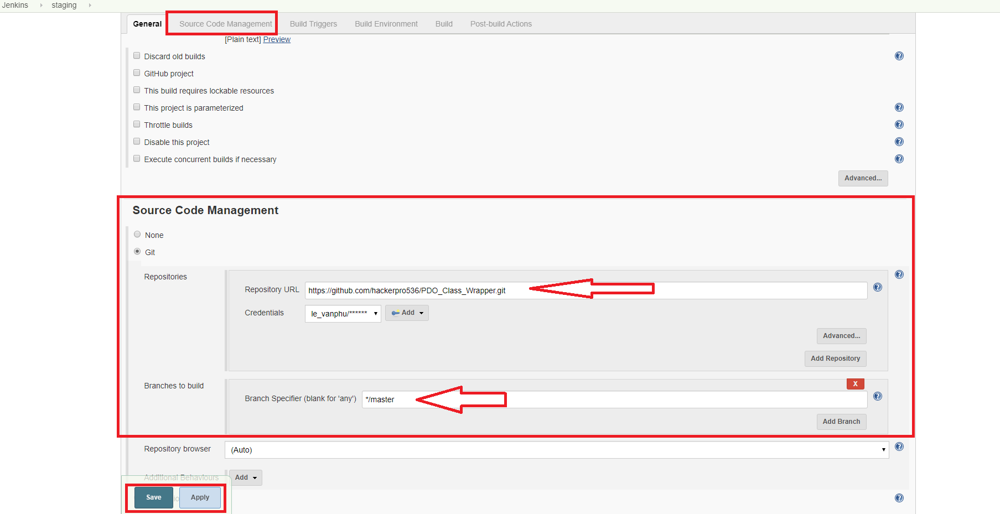 Jenkins staging
General Source Code Management Build Triggers Build Environment Build Post-build Actions
[Plain text] Preview
Discard old builds
GitHub project
This build requires lockable resources
This project is parameterized
Throttle builds
Disable this project
Execute concurrent builds if necessary
Advanced...
Source Code Management
None
Git
Repositories
Repository URL https://github.com/hackerpro536/PDO_Class_Wrapper.git
Credentials le_vanphu/****** Add
Advanced...
Add Repository
Branches to build
X
Branch Specifier (blank for 'any') */master
Add Branch
Repository browser (Auto)
Additional Behaviours Add
Save Apply